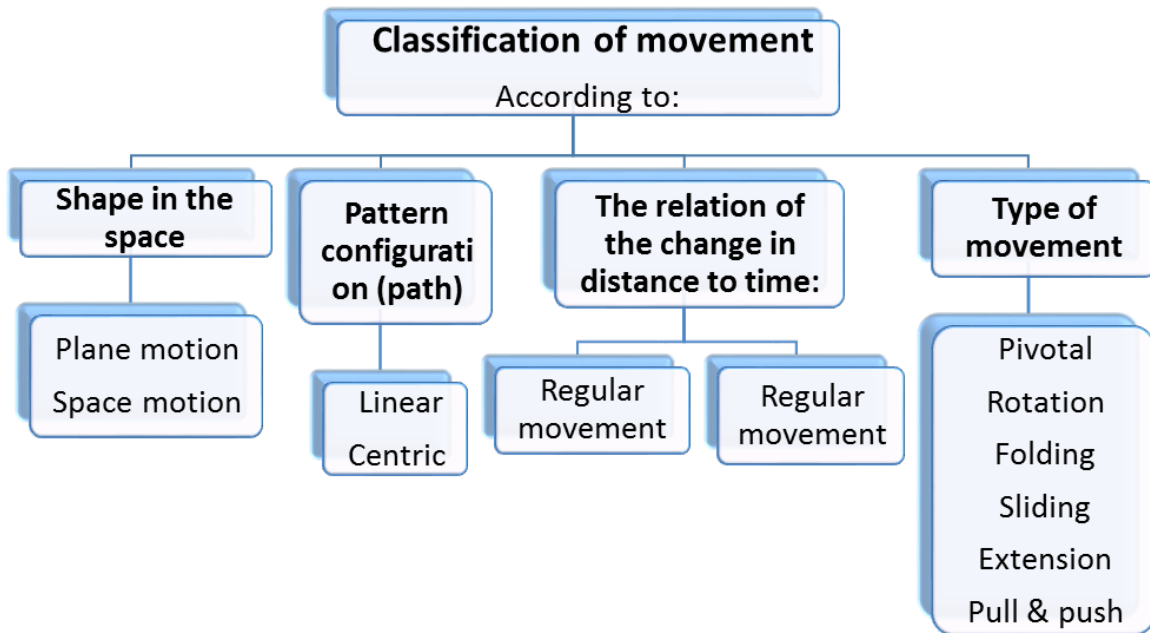 Classification of movement
According to:
Shape in the
space
Plane motion
Space motion
Pattern
configurati
on (path)
Linear
Centric
The relation of
the change in
distance to time:
Regular
movement
Regular
movement
Type of
movement
Pivotal
Rotation
Folding
Sliding
Extension
Pull & push